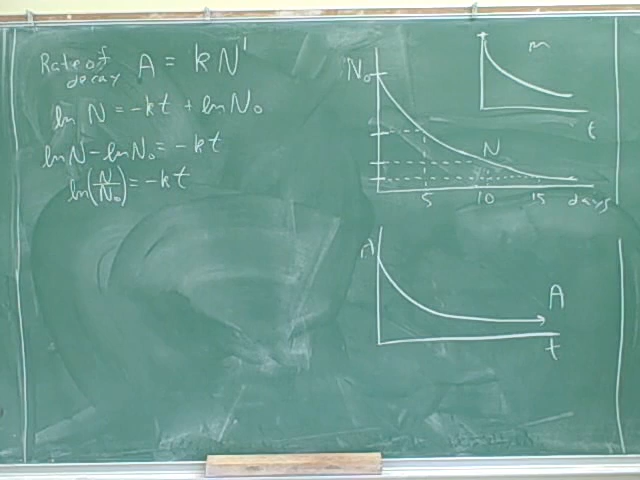 Rate of decay A = kN¹
ln N = -kt + ln N₀
ln N - ln N₀ = -kt
ln(N/N₀) = -kt
N₀
N
5 10 15 days
m
t
A
A
t